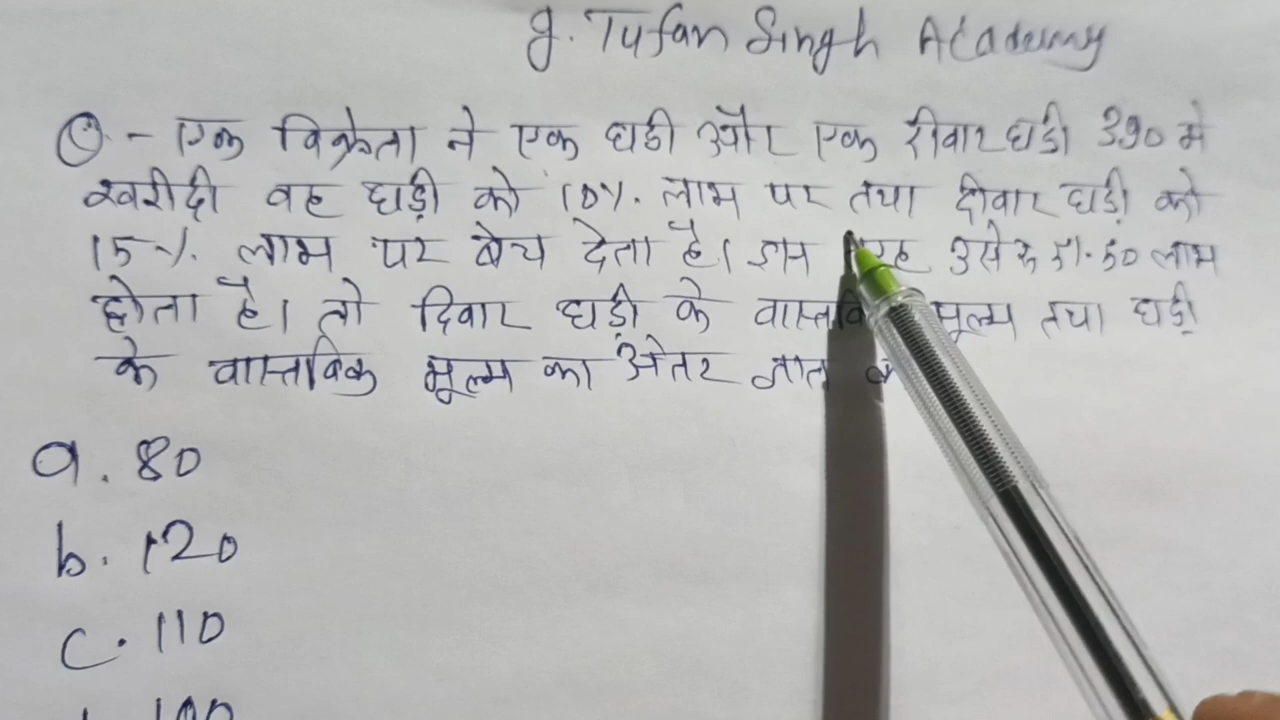 J. Tufan Singh Academy
Q - एक विक्रेता ने एक घडी और एक दीवार घडी 390 मे
खरीदी वह घड़ी को 10%. लाभ पर तथा दीवार घड़ी को
15%. लाभ पर बेच देता है। इस उसे रु 51.50 लाभ
होता है। तो दिवार घड़ी के मूल्य तथा घड़ी
के वास्तविक मूल्य का अंतर ज्ञात
a. 80
b. 120
c. 110
100